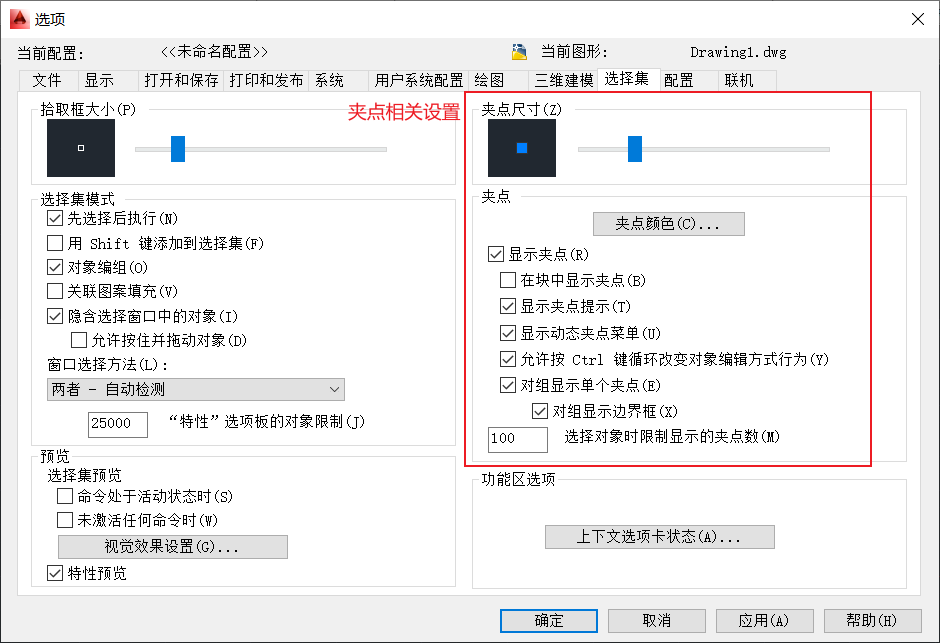 选项
当前配置: <<未命名配置>> 当前图形: Drawing1.dwg
文件 显示 打开和保存 打印和发布 系统 用户系统配置 绘图 三维建模 选择集 配置 联机
拾取框大小(P)
夹点相关设置
选择集模式
先选择后执行(N)
用 Shift 键添加到选择集(F)
对象编组(O)
关联图案填充(V)
隐含选择窗口中的对象(I)
允许按住并拖动对象(D)
窗口选择方法(L):
两者 - 自动检测
25000 “特性”选项板的对象限制(J)
预览
选择集预览
命令处于活动状态时(S)
未激活任何命令时(W)
视觉效果设置(G)...
特性预览
夹点尺寸(Z)
夹点
夹点颜色(C)...
显示夹点(R)
在块中显示夹点(B)
显示夹点提示(T)
显示动态夹点菜单(U)
允许按 Ctrl 键循环改变对象编辑方式行为(Y)
对组显示单个夹点(E)
对组显示边界框(X)
100 选择对象时限制显示的夹点数(M)
功能区选项
上下文选项卡状态(A)...
确定 取消 应用(A) 帮助(H)